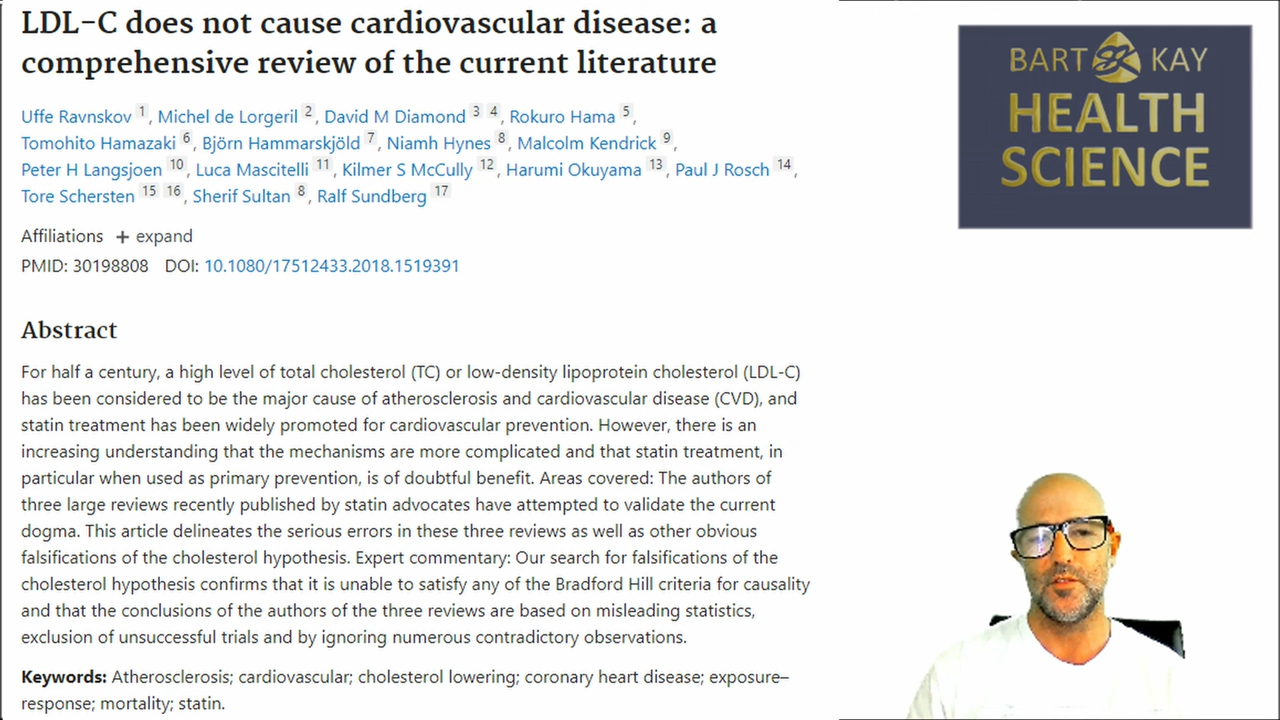 LDL-C does not cause cardiovascular disease: a
comprehensive review of the current literature
Uffe Ravnskov 1, Michel de Lorgeril 2, David M Diamond 3 4, Rokuro Hama 5,
Tomohito Hamazaki 6, Björn Hammarskjöld 7, Niamh Hynes 8, Malcolm Kendrick 9,
Peter H Langsjoen 10, Luca Mascitelli 11, Kilmer S McCully 12, Harumi Okuyama 13, Paul J Rosch 14,
Tore Schersten 15 16, Sherif Sultan 8, Ralf Sundberg 17
Affiliations + expand
PMID: 30198808 DOI: 10.1080/17512433.2018.1519391
Abstract
For half a century, a high level of total cholesterol (TC) or low-density lipoprotein cholesterol (LDL-C)
has been considered to be the major cause of atherosclerosis and cardiovascular disease (CVD), and
statin treatment has been widely promoted for cardiovascular prevention. However, there is an
increasing understanding that the mechanisms are more complicated and that statin treatment, in
particular when used as primary prevention, is of doubtful benefit. Areas covered: The authors of
three large reviews recently published by statin advocates have attempted to validate the current
dogma. This article delineates the serious errors in these three reviews as well as other obvious
falsifications of the cholesterol hypothesis. Expert commentary: Our search for falsifications of the
cholesterol hypothesis confirms that it is unable to satisfy any of the Bradford Hill criteria for causality
and that the conclusions of the authors of the three reviews are based on misleading statistics,
exclusion of unsuccessful trials and by ignoring numerous contradictory observations.
Keywords: Atherosclerosis; cardiovascular; cholesterol lowering; coronary heart disease; exposure–
response; mortality; statin.
BART KAY
HEALTH
SCIENCE